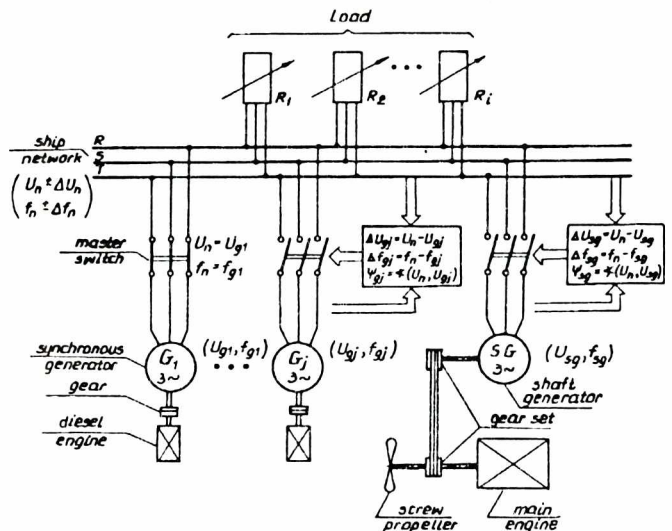 Load
R1 R2 Ri
ship network
R
S
T
(Un ± ΔUn
fn ± Δfn)
master switch
Un = Ug1
fn = fg1
ΔUgj = Un - Ugj
Δfgj = fn - fgj
Ψgj = ∢(Un, Ugj)
ΔUsg = Un - Usg
Δfsg = fn - fsg
Ψsg = ∢(Un, Usg)
synchronous generator
G1
3~
(Ug1, fg1)
Gj
3~
(Ugj, fgj)
SG
3~
(Usg, fsg)
shaft generator
gear
diesel engine
gear set
screw propeller
main engine